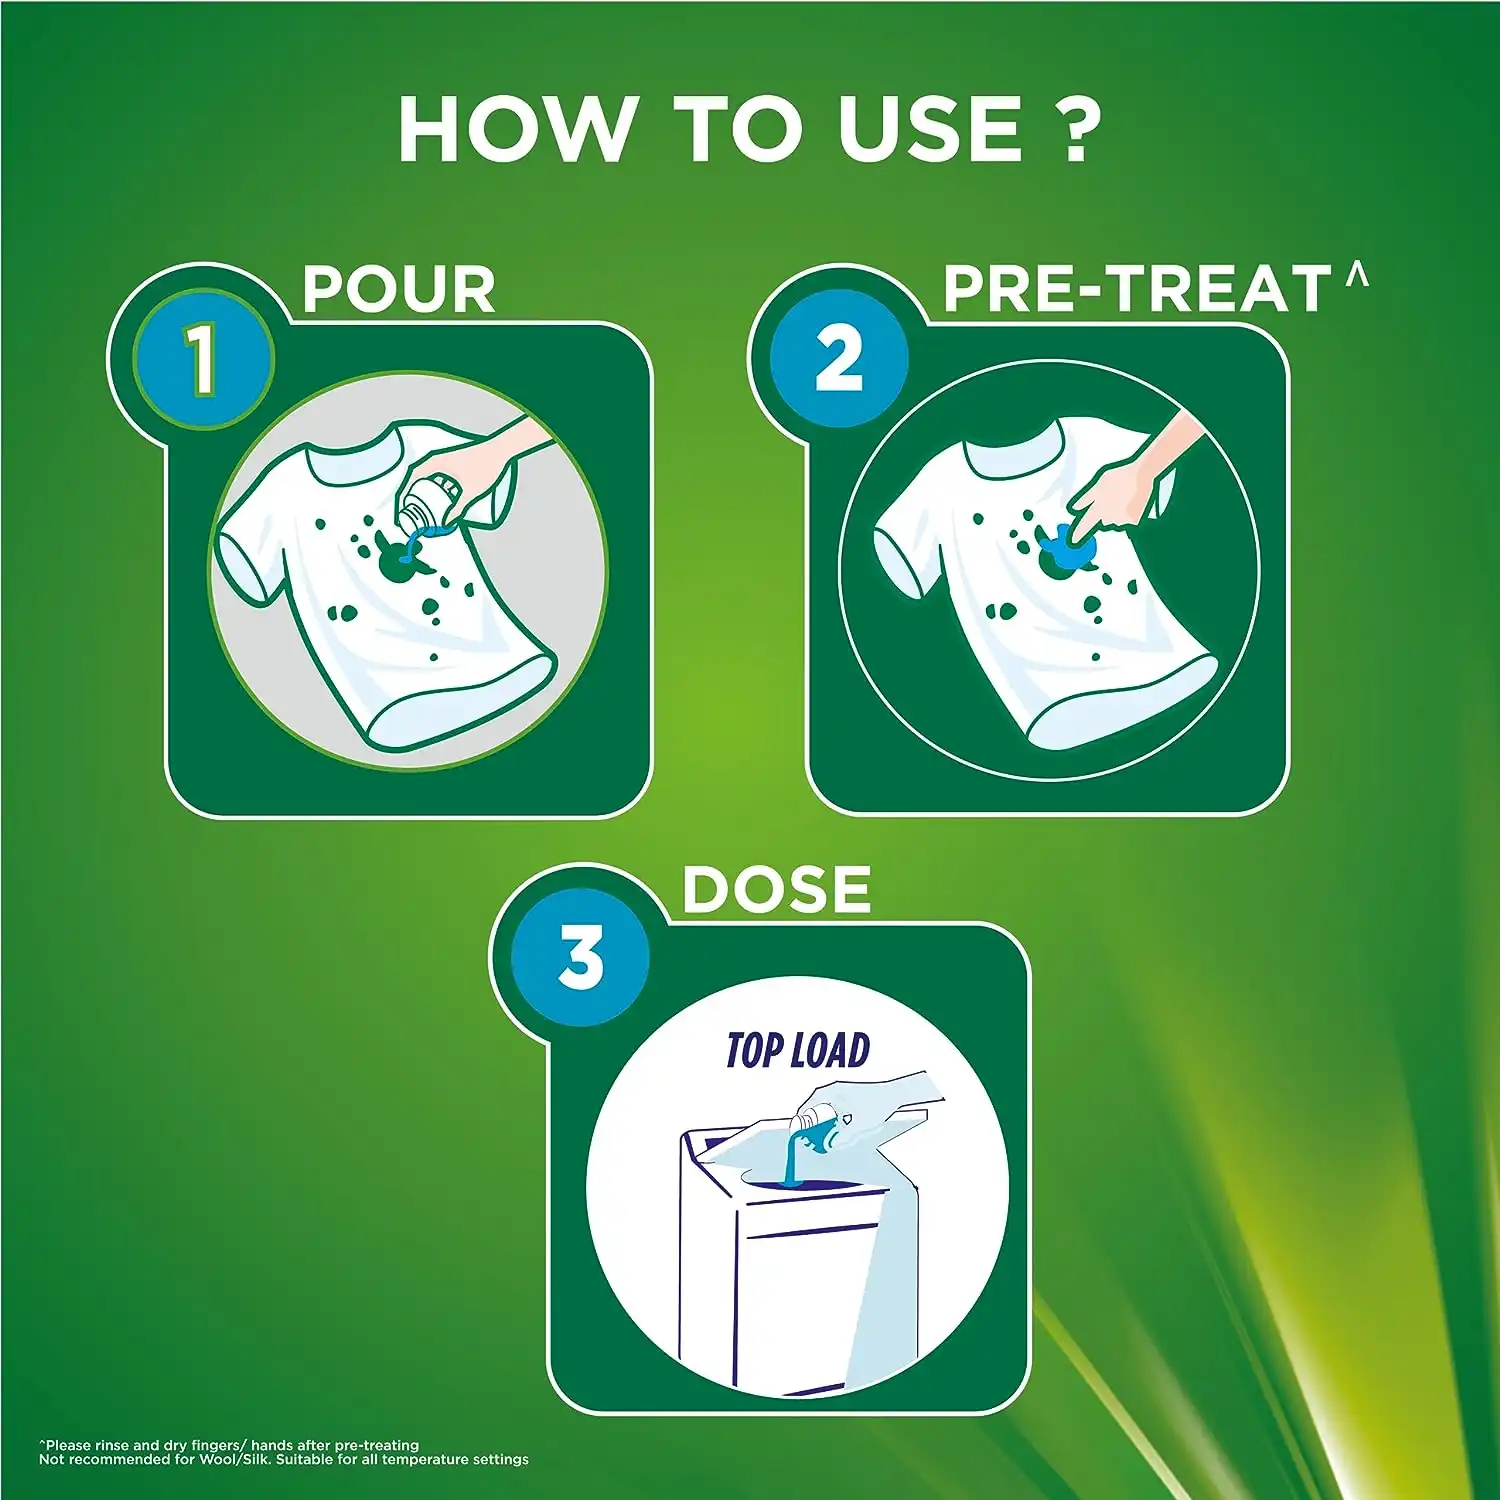 HOW TO USE ?
1
POUR
2
PRE-TREAT ^
3
DOSE
TOP LOAD
^Please rinse and dry fingers/ hands after pre-treating
Not recommended for Wool/Silk. Suitable for all temperature settings